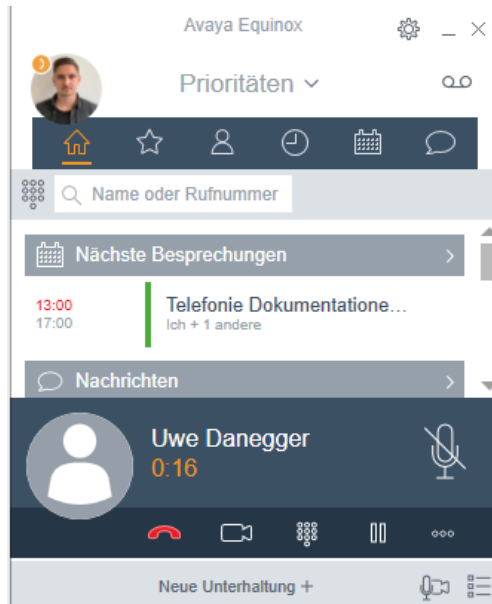 Avaya Equinox
Prioritäten
Name oder Rufnummer
Nächste Besprechungen
13:00
17:00
Telefonie Dokumentatione...
Ich + 1 andere
Nachrichten
Uwe Danegger
0:16
Neue Unterhaltung +